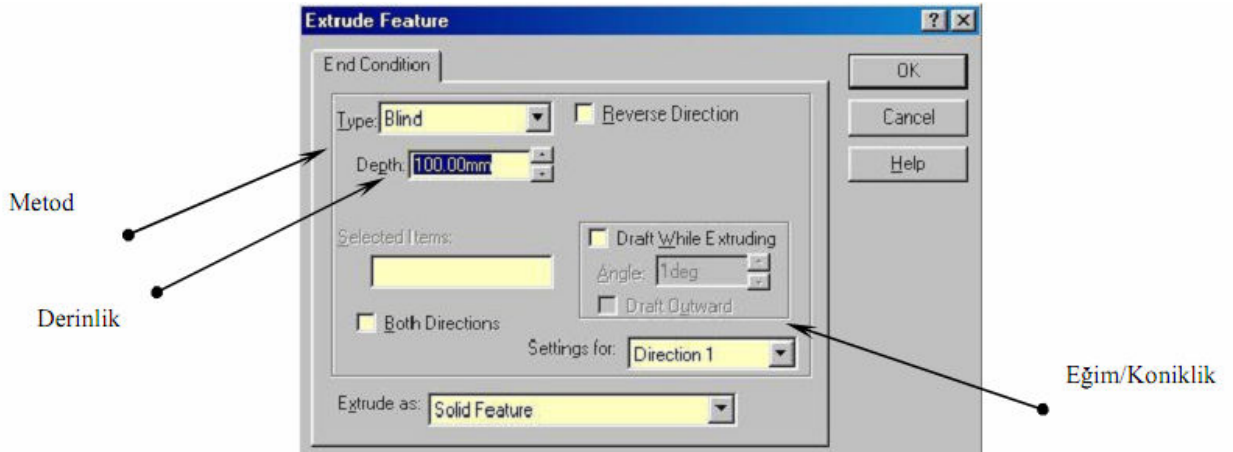 Extrude Feature
End Condition
OK
Type: Blind
Reverse Direction
Cancel
Depth: 100.00mm
Help
Metod
Selected Items:
Draft While Extruding
Angle: 1deg
Draft Outward
Derinlik
Both Directions
Settings for: Direction 1
Eğim/Koniklik
Extrude as: Solid Feature